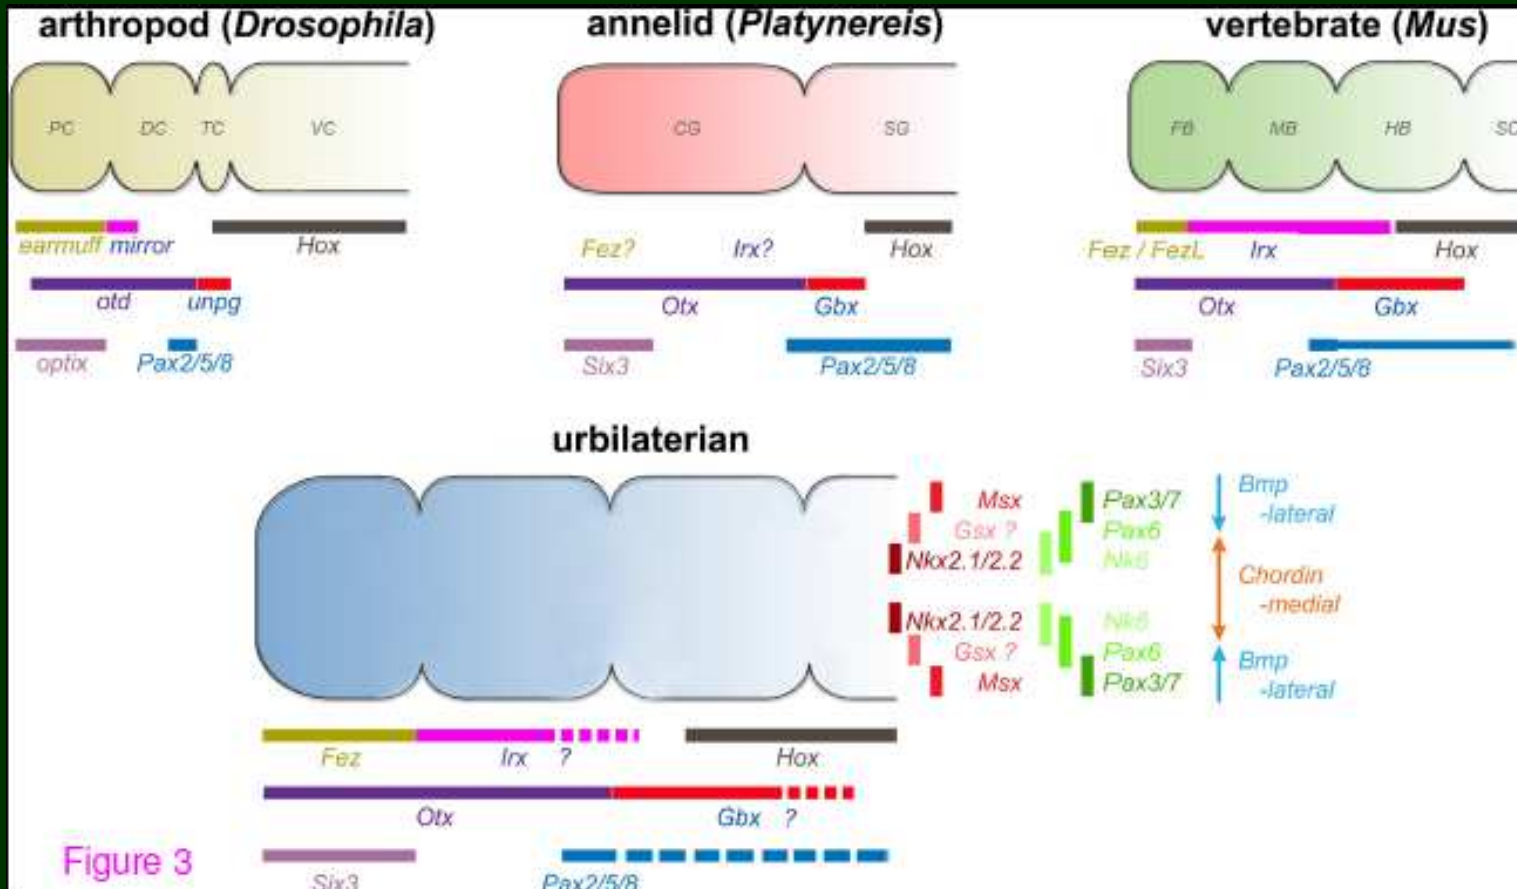 arthropod (Drosophila)
PC DC TC VC
earmuff mirror Hox
otd unpg
optix Pax2/5/8
annelid (Platynereis)
CG SG
Fez? Irx? Hox
Otx Gbx
Six3 Pax2/5/8
vertebrate (Mus)
FB MB HB SC
Fez / FezL Irx Hox
Otx Gbx
Six3 Pax2/5/8
urbilaterian
Msx Pax3/7 Bmp
Gsx ? Pax6 -lateral
Nkx2.1/2.2 Nk6
Chordin
-medial
Nkx2.1/2.2 Nk6
Gsx ? Pax6 Bmp
Msx Pax3/7 -lateral
Fez Irx ? Hox
Otx Gbx ?
Six3 Pax2/5/8
Figure 3